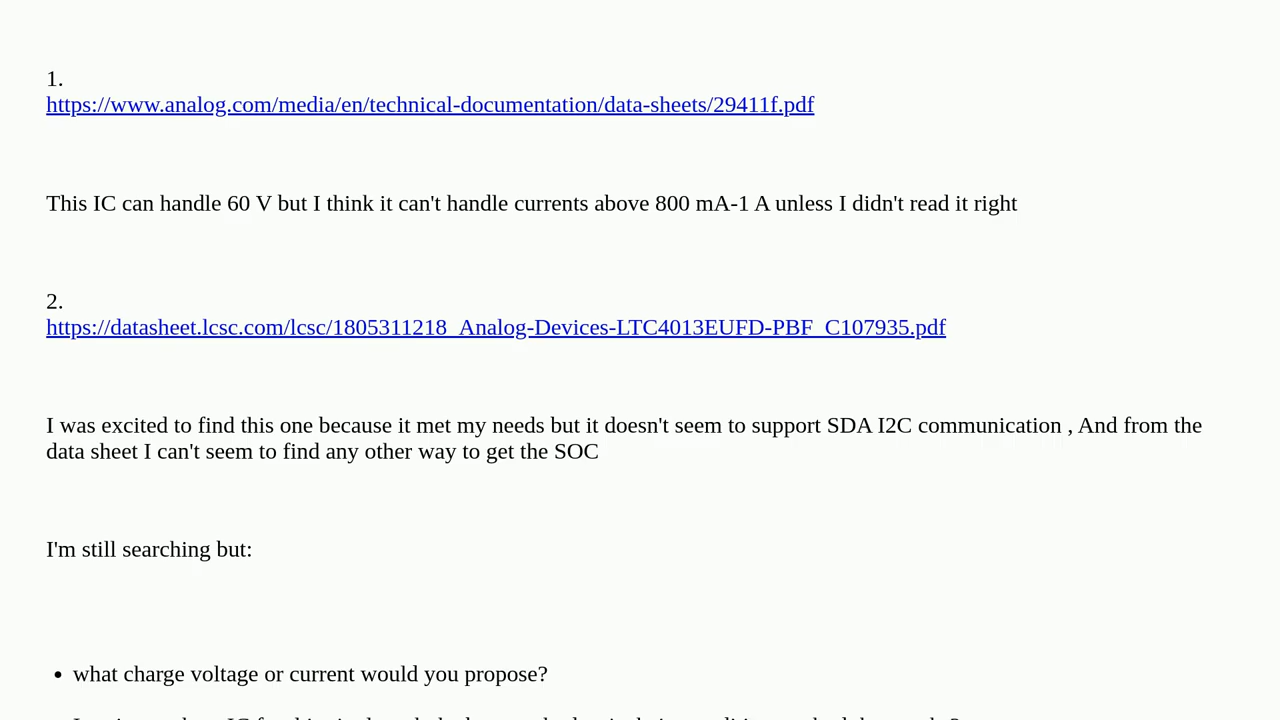 1.
https://www.analog.com/media/en/technical-documentation/data-sheets/29411f.pdf
This IC can handle 60 V but I think it can't handle currents above 800 mA-1 A unless I didn't read it right
2.
https://datasheet.lcsc.com/lcsc/1805311218_Analog-Devices-LTC4013EUFD-PBF_C107935.pdf
I was excited to find this one because it met my needs but it doesn't seem to support SDA I2C communication , And from the
data sheet I can't seem to find any other way to get the SOC
I'm still searching but:
• what charge voltage or current would you propose?